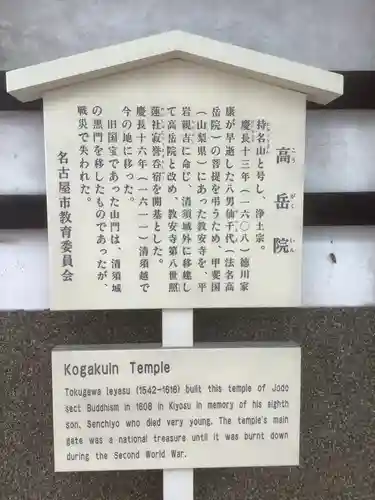 高岳院
こうがくいん
持名山と号し、浄土宗。
慶長十三年（一六〇八）徳川家
康が早逝した八男仙千代（法名高
岳院）の菩提を弔うため、甲斐国
（山梨県）にあった教安寺を、平
岩親吉に命じ、清須城外に移建し
て高岳院と改め、教安寺第八世照
蓮社寂誉呑宿を開基とした。
慶長十六年（一六一一）清須越で
今の地に移った。
旧国宝であった山門は、清須城
の黒門を移したものであったが、
戦災で失われた。
名古屋市教育委員会
Kogakuin Temple
Tokugawa Ieyasu (1542-1616) built this temple of Jodo
sect Buddhism in 1608 in Kiyosu in memory of his eighth
son, Senchiyo who died very young. The temple's main
gate was a national treasure until it was burnt down
during the Second World War.